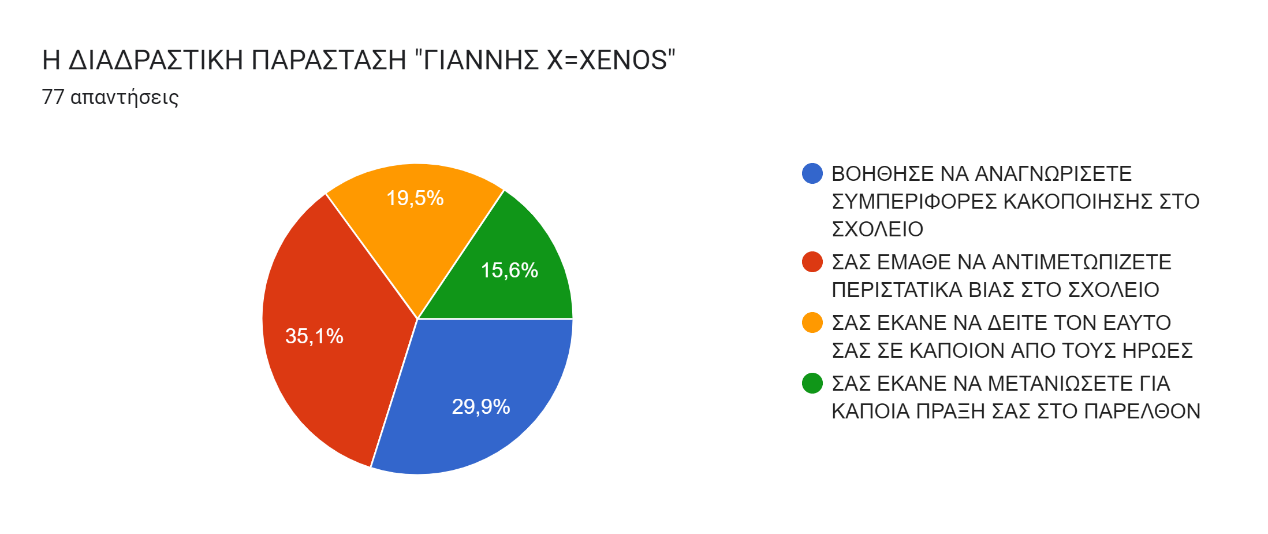 Η ΔΙΑΔΡΑΣΤΙΚΗ ΠΑΡΑΣΤΑΣΗ "ΓΙΑΝΝΗΣ Χ=XENOS"
77 απαντήσεις
19,5%
15,6%
35,1%
29,9%
ΒΟΗΘΗΣΕ ΝΑ ΑΝΑΓΝΩΡΙΣΕΤΕ
ΣΥΜΠΕΡΙΦΟΡΕΣ ΚΑΚΟΠΟΙΗΣΗΣ ΣΤΟ
ΣΧΟΛΕΙΟ
ΣΑΣ ΕΜΑΘΕ ΝΑ ΑΝΤΙΜΕΤΩΠΙΖΕΤΕ
ΠΕΡΙΣΤΑΤΙΚΑ ΒΙΑΣ ΣΤΟ ΣΧΟΛΕΙΟ
ΣΑΣ ΕΚΑΝΕ ΝΑ ΔΕΙΤΕ ΤΟΝ ΕΑΥΤΟ
ΣΑΣ ΣΕ ΚΑΠΟΙΟΝ ΑΠΟ ΤΟΥΣ ΗΡΩΕΣ
ΣΑΣ ΕΚΑΝΕ ΝΑ ΜΕΤΑΝΙΩΣΕΤΕ ΓΙΑ
ΚΑΠΟΙΑ ΠΡΑΞΗ ΣΑΣ ΣΤΟ ΠΑΡΕΛΘΟΝ